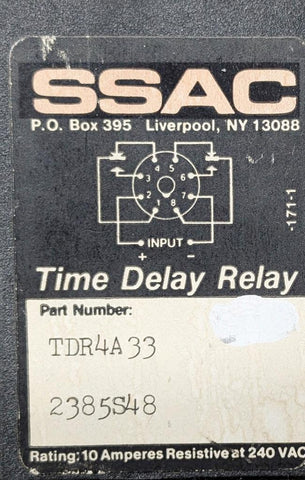 SSAC
P.O. Box 395 Liverpool, NY 13088
4 5
3 6
2 7
1 8
-171-1
INPUT
+ −
Time Delay Relay
Part Number:
TDR4A33
2385S48
Rating: 10 Amperes Resistive at 240 VAC